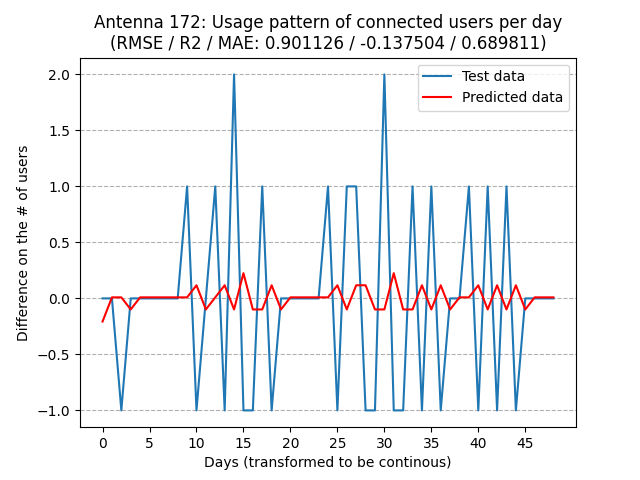 Antenna 172: Usage pattern of connected users per day
(RMSE / R2 / MAE: 0.901126 / -0.137504 / 0.689811)
Test data
Predicted data
2.0
1.5
1.0
0.5
0.0
−0.5
−1.0
Difference on the # of users
0 5 10 15 20 25 30 35 40 45
Days (transformed to be continous)